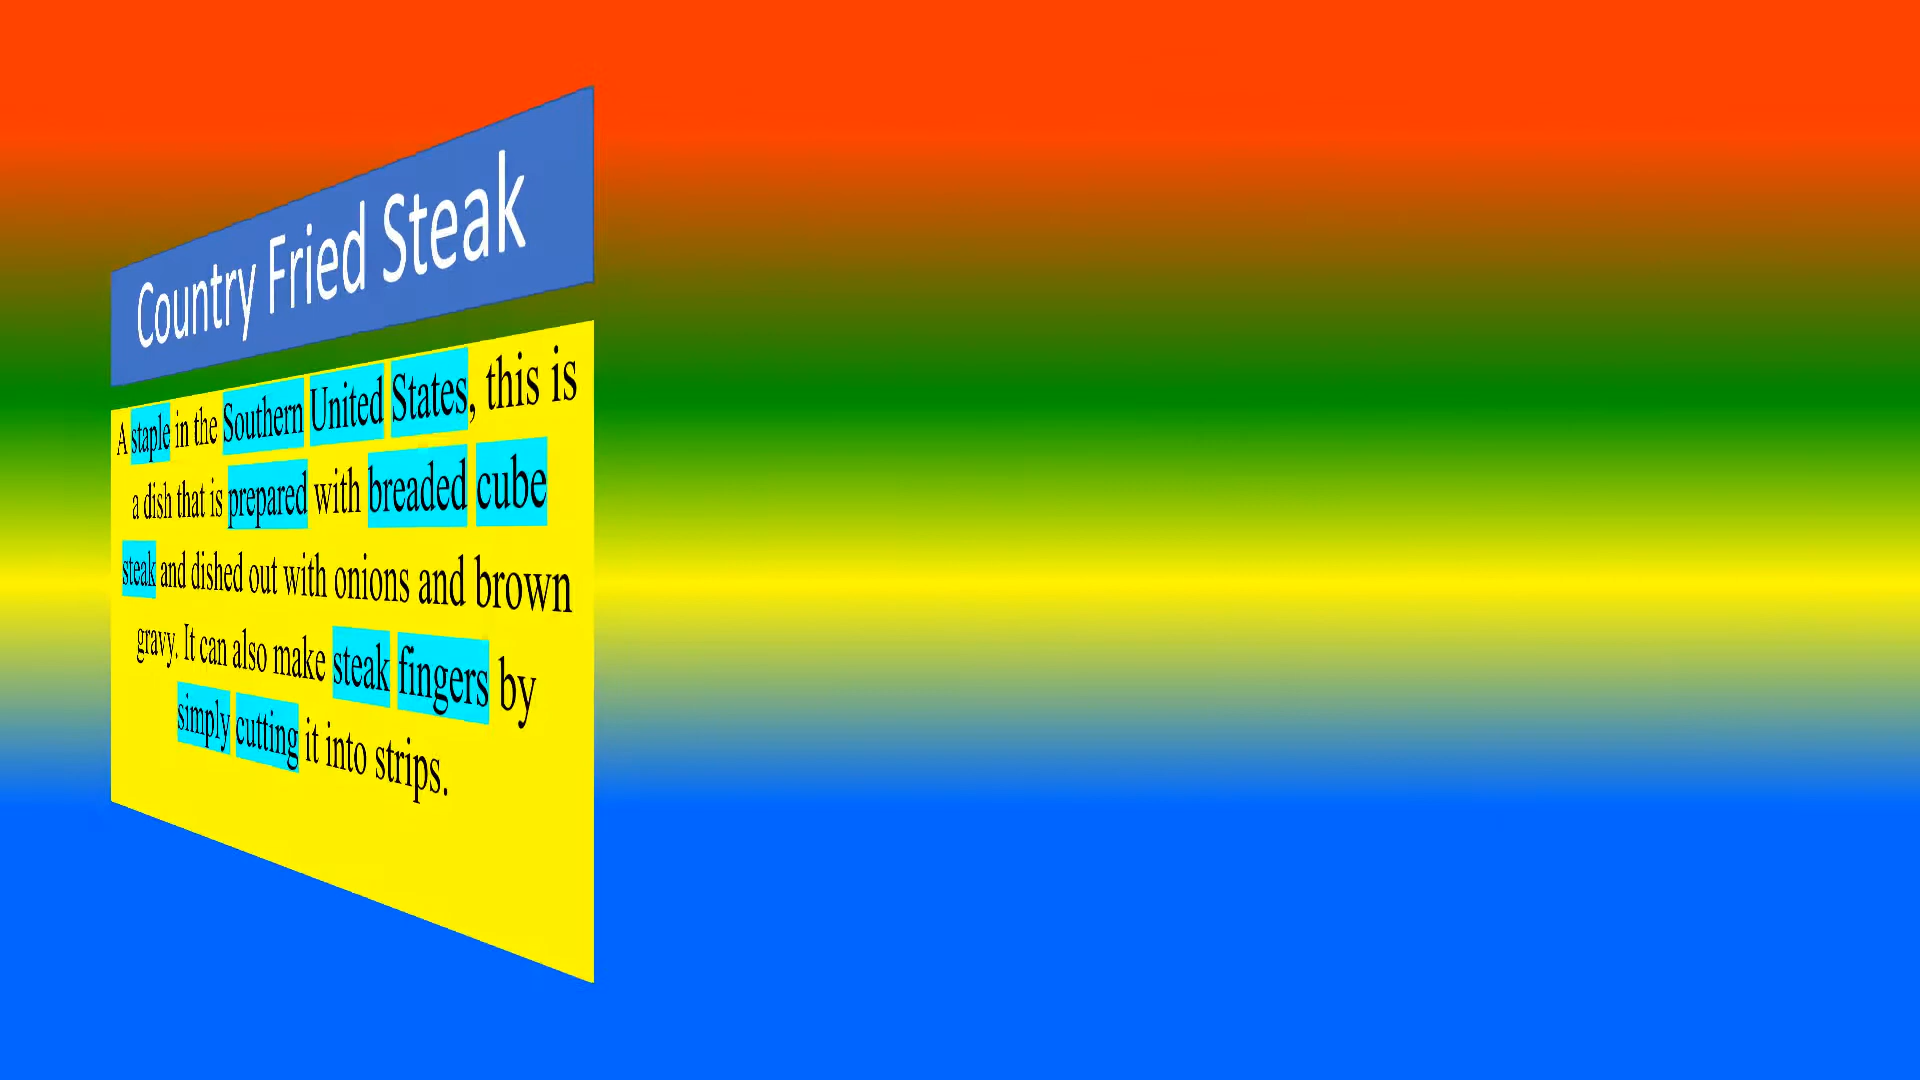 Country Fried Steak
A staple in the Southern United States, this is
a dish that is prepared with breaded cube
steak and dished out with onions and brown
gravy. It can also make steak fingers by
simply cutting it into strips.